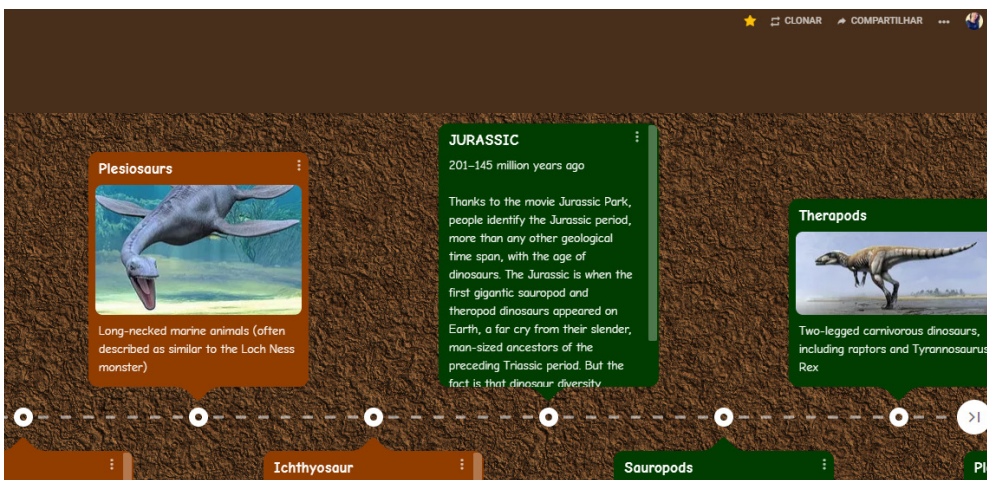 CLONAR COMPARTILHAR
Plesiosaurs
Long-necked marine animals (often
described as similar to the Loch Ness
monster)
JURASSIC
201–145 million years ago
Thanks to the movie Jurassic Park,
people identify the Jurassic period,
more than any other geological
time span, with the age of
dinosaurs. The Jurassic is when the
first gigantic sauropod and
theropod dinosaurs appeared on
Earth, a far cry from their slender,
man-sized ancestors of the
preceding Triassic period. But the
fact is that dinosaur diversity
Therapods
Two-legged carnivorous dinosaurs,
including raptors and Tyrannosaurus
Rex
Ichthyosaur
Sauropods
Pl